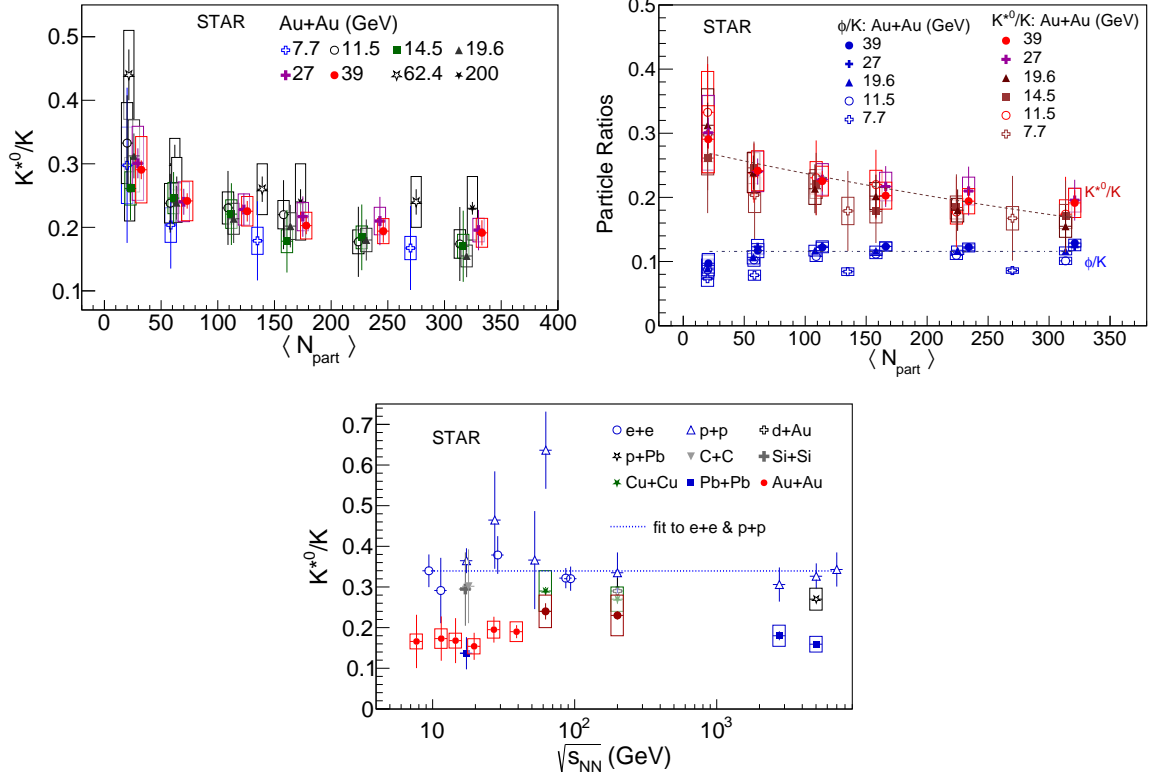 STAR
Au+Au (GeV)
7.7 11.5 14.5 19.6
27 39 62.4 200
K*0/K
0.5
0.4
0.3
0.2
0.1
0 50 100 150 200 250 300 350 400
⟨ N_part ⟩
STAR
ϕ/K: Au+Au (GeV)
39
27
19.6
11.5
7.7
K*0/K: Au+Au (GeV)
39
27
19.6
14.5
11.5
7.7
Particle Ratios
0.5
0.4
0.3
0.2
0.1
0
K*0/K
ϕ/K
0 50 100 150 200 250 300 350
⟨ N_part ⟩
STAR
e+e p+p d+Au
p+Pb C+C Si+Si
Cu+Cu Pb+Pb Au+Au
fit to e+e & p+p
K*0/K
0.7
0.6
0.5
0.4
0.3
0.2
0.1
0
10 10² 10³
√s_NN (GeV)